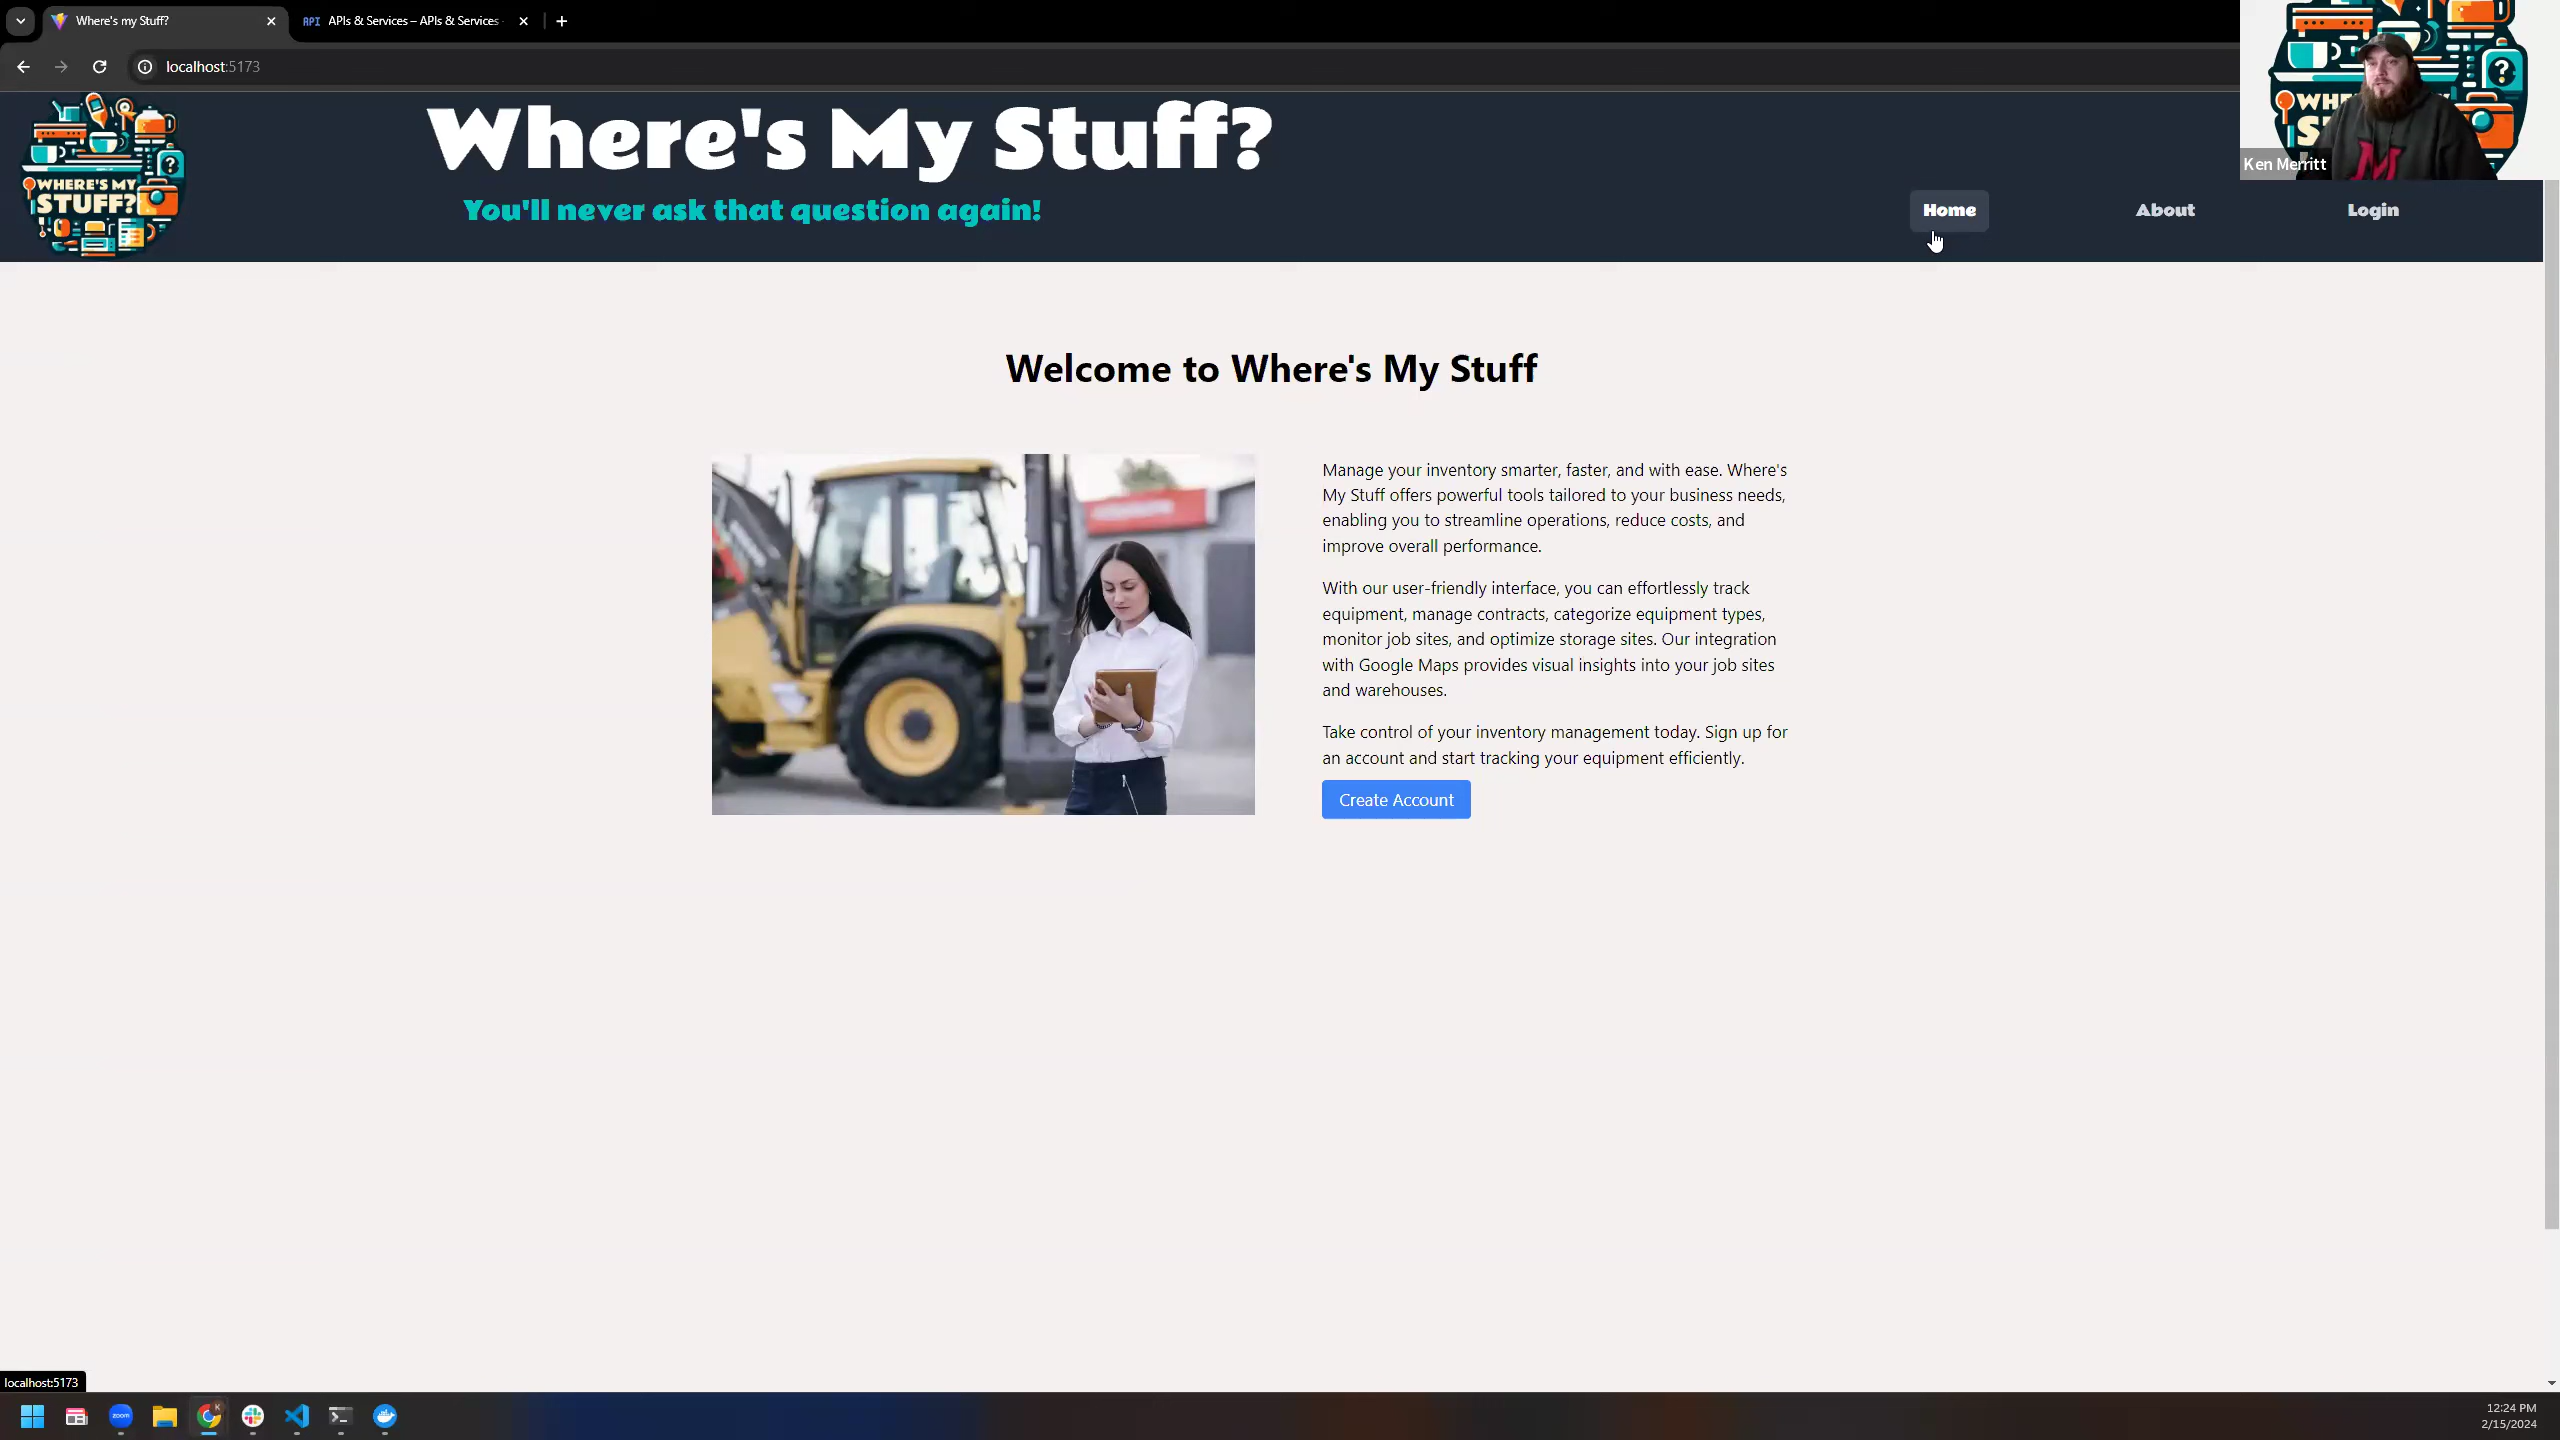 Where's my Stuff?
API APIs & Services – APIs & Services
localhost:5173
WHERE'S MY
STUFF?
Where's My Stuff?
You'll never ask that question again!
Home
About
Login
Ken Merritt
Welcome to Where's My Stuff
Manage your inventory smarter, faster, and with ease. Where's
My Stuff offers powerful tools tailored to your business needs,
enabling you to streamline operations, reduce costs, and
improve overall performance.
With our user-friendly interface, you can effortlessly track
equipment, manage contracts, categorize equipment types,
monitor job sites, and optimize storage sites. Our integration
with Google Maps provides visual insights into your job sites
and warehouses.
Take control of your inventory management today. Sign up for
an account and start tracking your equipment efficiently.
Create Account
localhost:5173
zoom
K
12:24 PM
2/15/2024